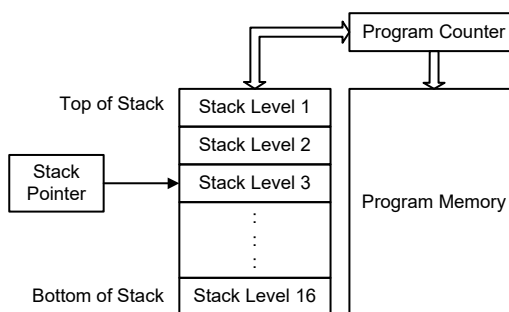 Program Counter
Top of Stack
Stack Level 1
Stack Level 2
Stack
Pointer
Stack Level 3
Program Memory
:
:
:
Bottom of Stack
Stack Level 16